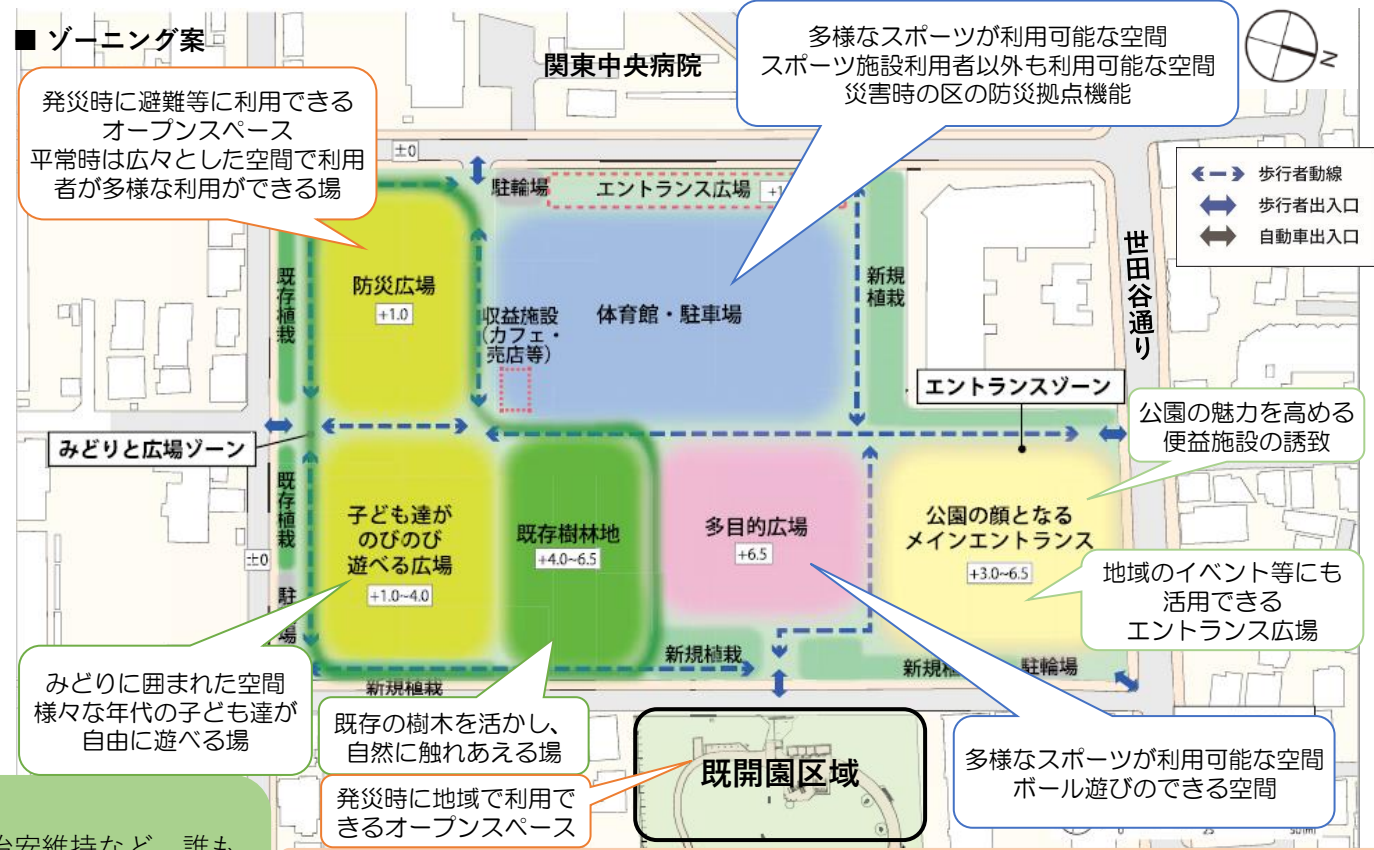 ■ ゾーニング案
関東中央病院
多様なスポーツが利用可能な空間
スポーツ施設利用者以外も利用可能な空間
災害時の区の防災拠点機能
N
発災時に避難等に利用できる
オープンスペース
平常時は広々とした空間で利用
者が多様な利用ができる場
歩行者動線
歩行者出入口
自動車出入口
±0
駐輪場
エントランス広場
世田谷通り
既存植栽
防災広場
+1.0
収益施設
(カフェ・
売店等)
体育館・駐車場
新規
植栽
エントランスゾーン
公園の魅力を高める
便益施設の誘致
みどりと広場ゾーン
既存植栽
±0
子ども達が
のびのび
遊べる広場
+1.0~4.0
既存樹林地
+4.0~6.5
多目的広場
+6.5
公園の顔となる
メインエントランス
+3.0~6.5
地域のイベント等にも
活用できる
エントランス広場
駐
場
新規植栽
新規植栽
新規
駐輪場
みどりに囲まれた空間
様々な年代の子ども達が
自由に遊べる場
既存の樹木を活かし、
自然に触れあえる場
発災時に地域で利用で
きるオープンスペース
既開園区域
多様なスポーツが利用可能な空間
ボール遊びのできる空間
治安維持など、誰も